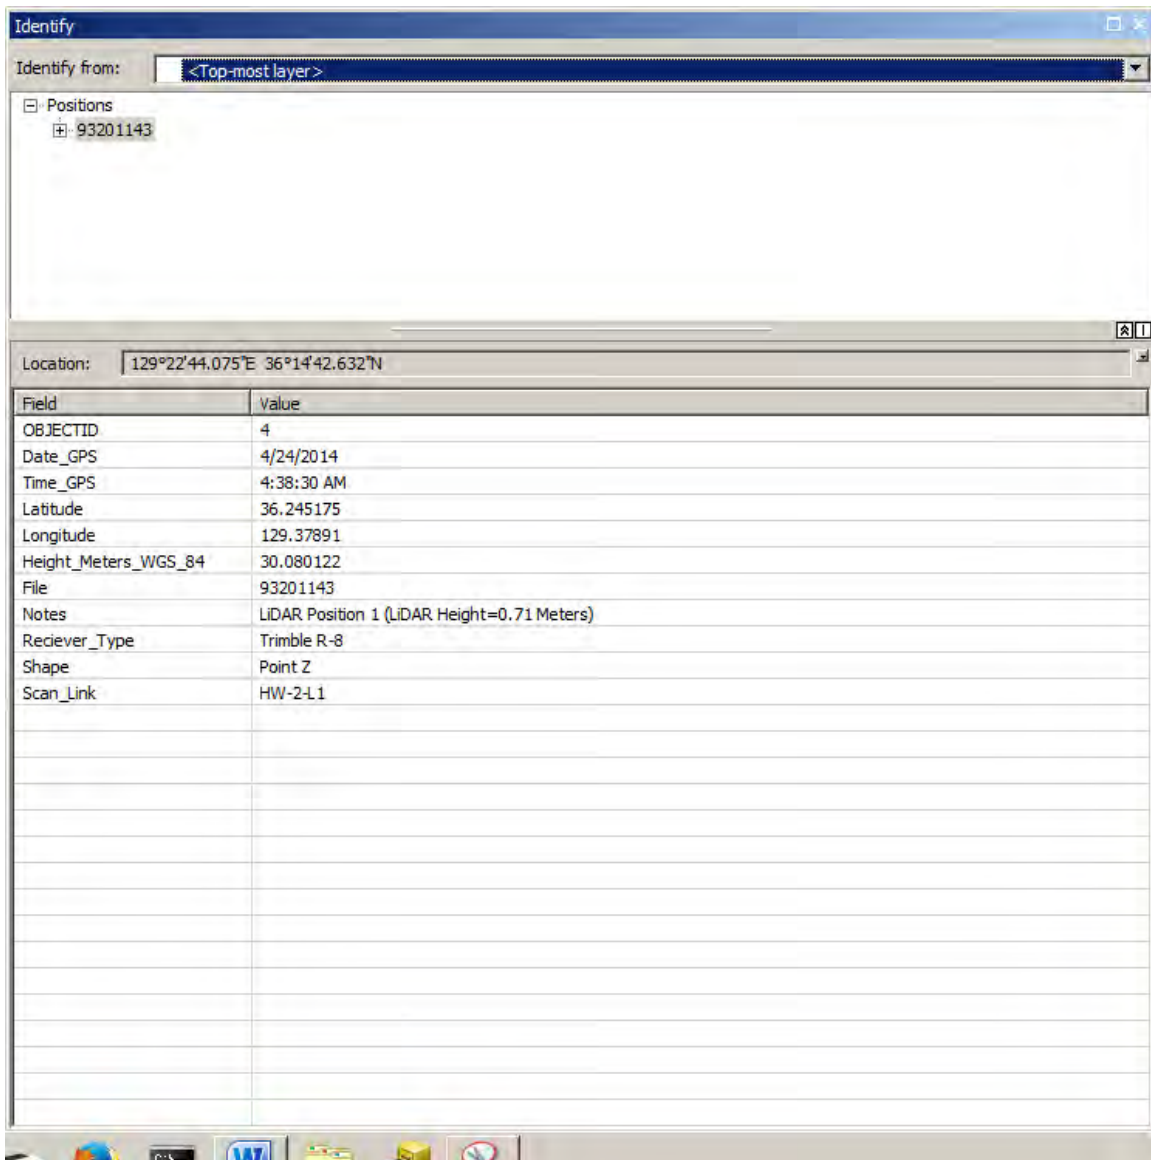 Identify
Identify from: <Top-most layer>
Positions
93201143
Location: 129°22'44.075"E 36°14'42.632"N
Field Value
OBJECTID 4
Date_GPS 4/24/2014
Time_GPS 4:38:30 AM
Latitude 36.245175
Longitude 129.37891
Height_Meters_WGS_84 30.080122
File 93201143
Notes LiDAR Position 1 (LiDAR Height=0.71 Meters)
Reciever_Type Trimble R-8
Shape Point Z
Scan_Link HW-2-L1